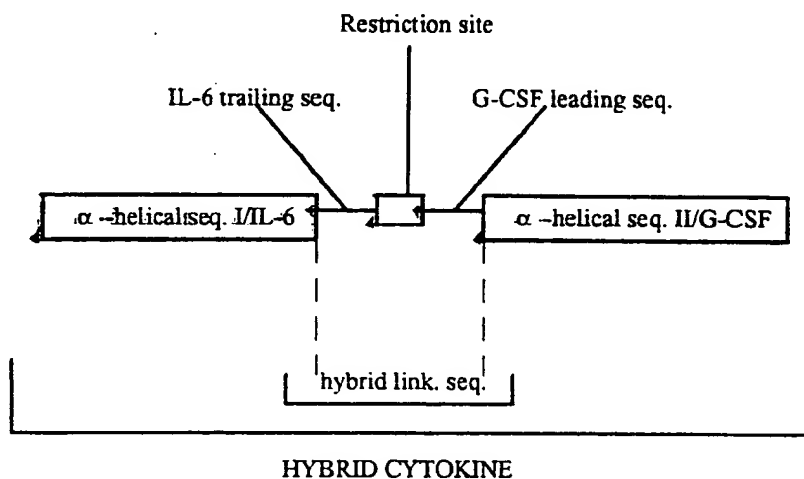 Restriction site
IL-6 trailing seq.
G-CSF leading seq.
α -helical seq. I/IL-6
α -helical seq. II/G-CSF
hybrid link. seq.
HYBRID CYTOKINE